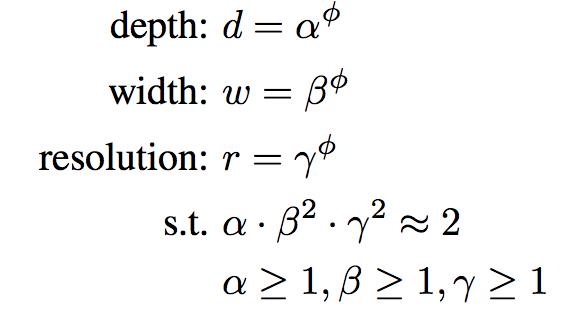 depth: d = α^ϕ
width: w = β^ϕ
resolution: r = γ^ϕ
s.t. α · β² · γ² ≈ 2
α ≥ 1, β ≥ 1, γ ≥ 1